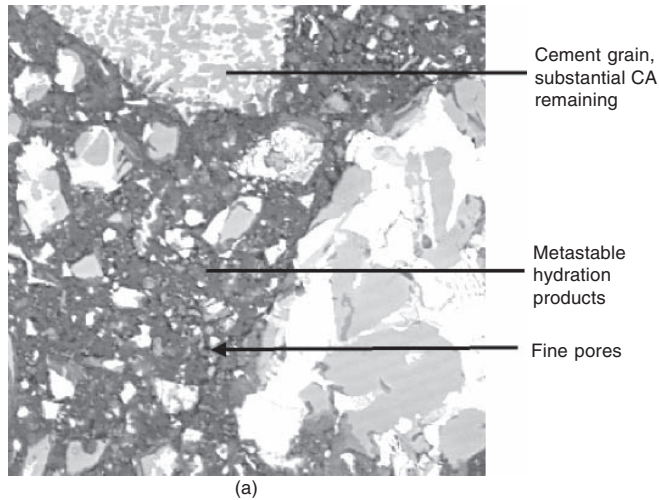 Cement grain,
substantial CA
remaining
Metastable
hydration
products
Fine pores
(a)